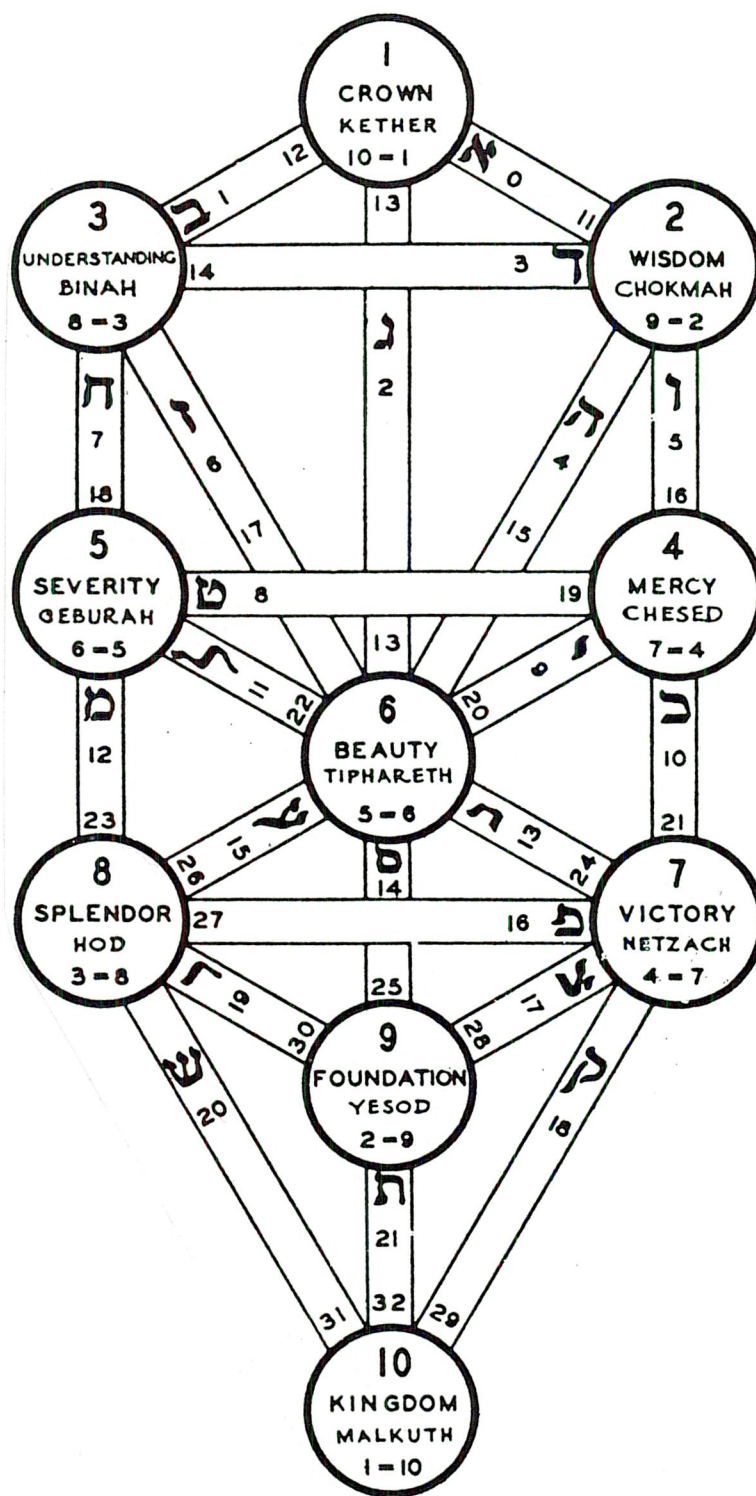 1
CROWN
KETHER
10 = 1
12
א
0
11
13
ב
1
3
UNDERSTANDING
BINAH
8 = 3
2
WISDOM
CHOKMAH
9 = 2
14
3
ד
ג
2
ח
7
18
ז
6
17
ה
4
15
ו
5
16
5
SEVERITY
GEBURAH
6 = 5
4
MERCY
CHESED
7 = 4
ט
8
19
13
ל
11
22
י
9
20
6
BEAUTY
TIPHARETH
5 = 6
מ
12
23
כ
10
21
ע
15
26
ס
14
נ
13
24
8
SPLENDOR
HOD
3 = 8
7
VICTORY
NETZACH
4 = 7
27
16
פ
25
ר
19
30
צ
17
28
9
FOUNDATION
YESOD
2 = 9
ש
20
31
ק
18
29
ת
21
32
10
KINGDOM
MALKUTH
1 = 10